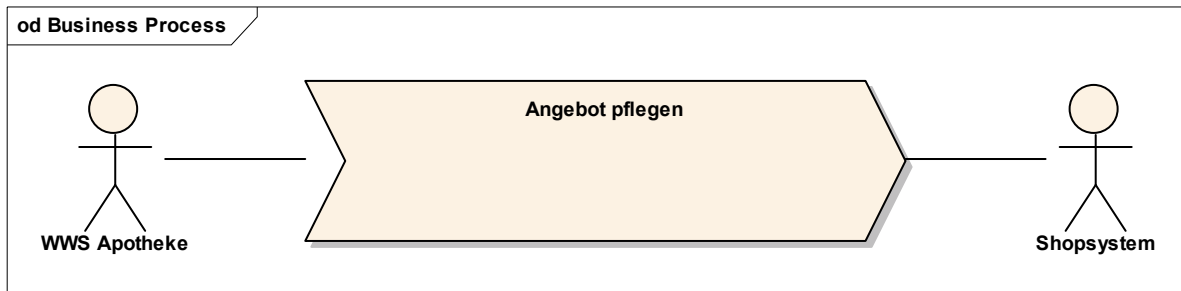 od Business Process
Angebot pflegen
WWS Apotheke
Shopsystem